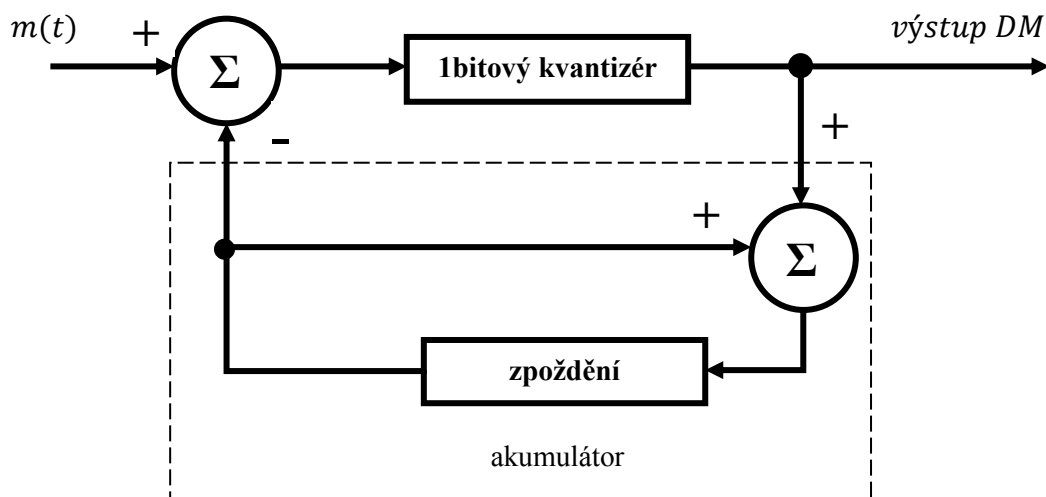 m(t)
+
výstup DM
Σ
1bitový kvantizér
-
+
+
Σ
zpoždění
akumulátor